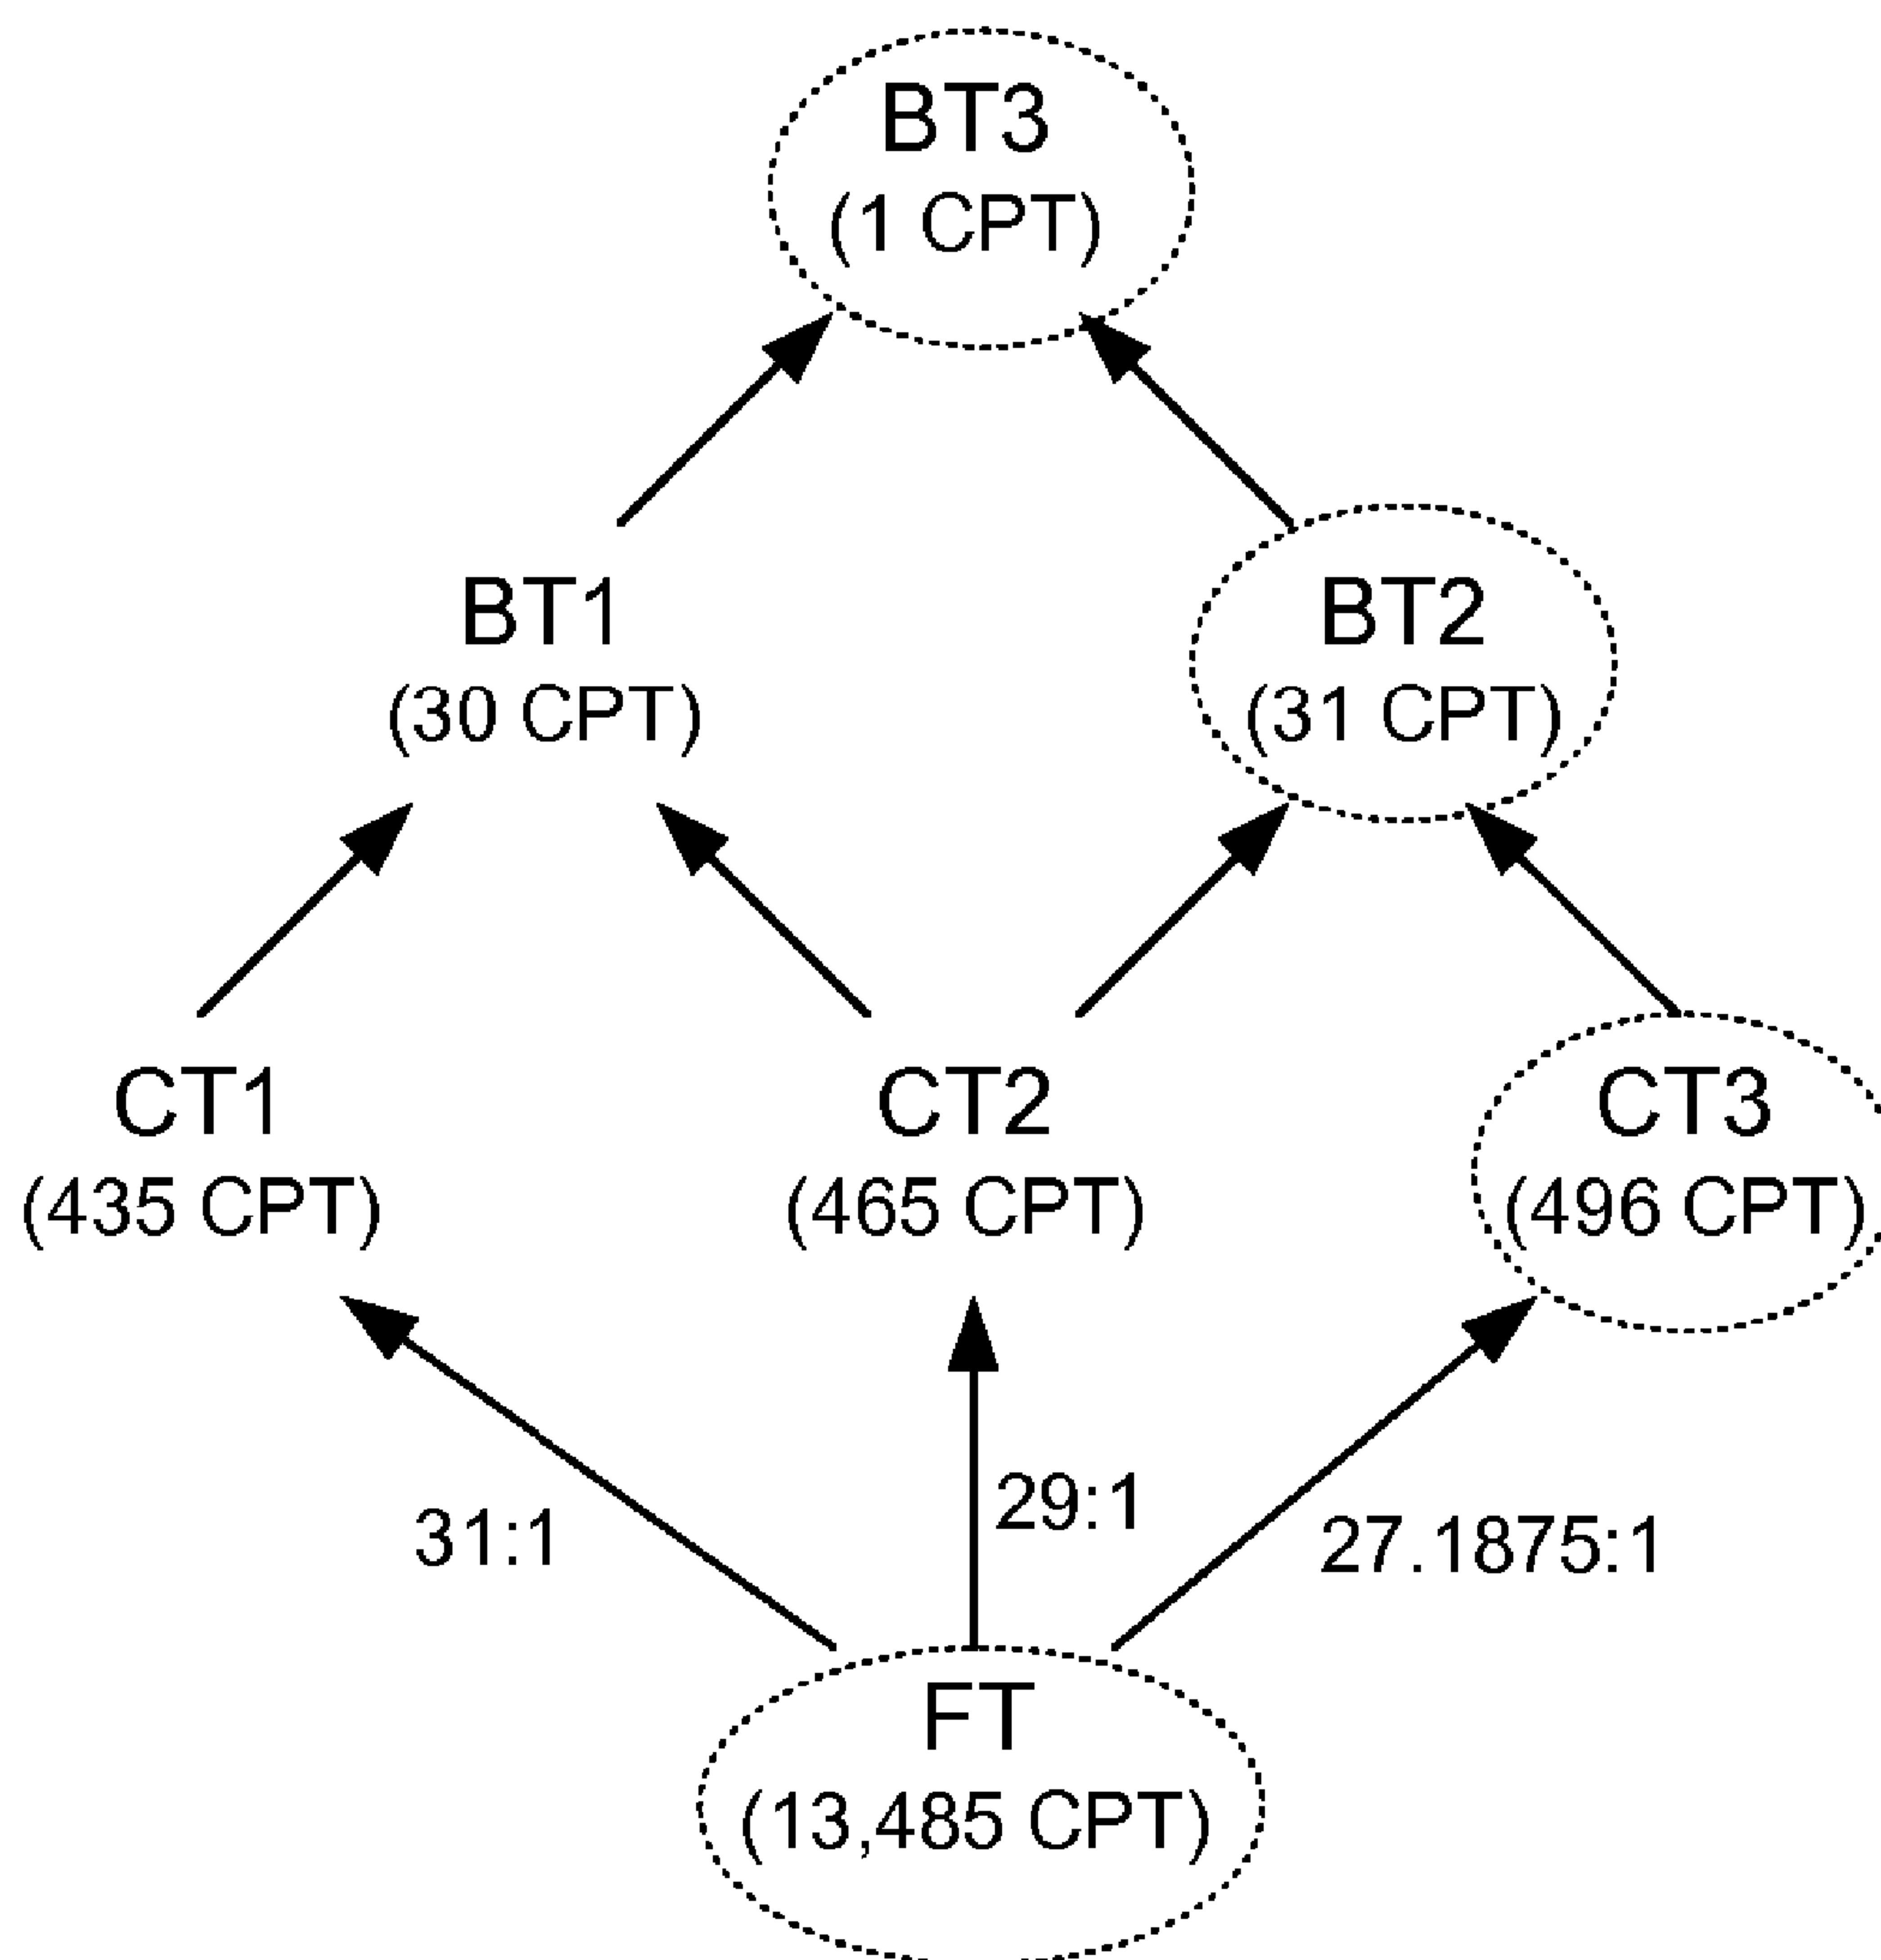 BT3
(1 CPT)
BT1
(30 CPT)
BT2
(31 CPT)
CT1
(435 CPT)
CT2
(465 CPT)
CT3
(496 CPT)
31:1
29:1
27.1875:1
FT
(13,485 CPT)